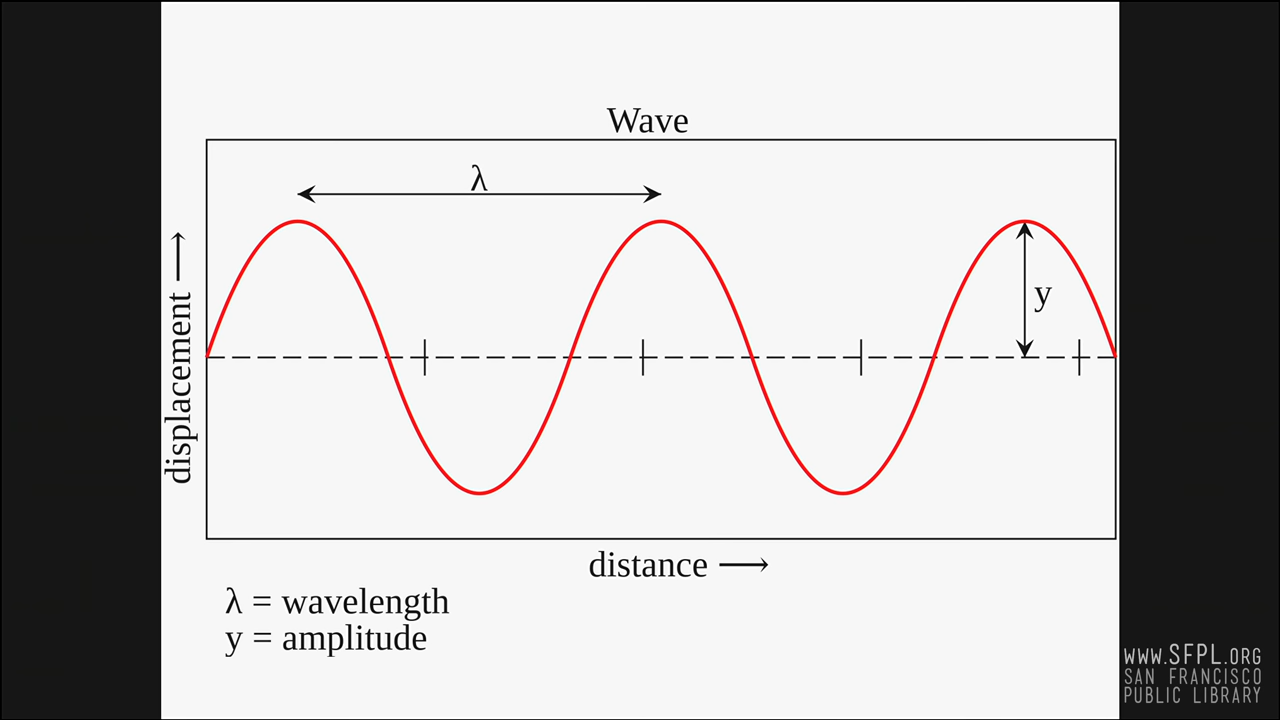 Wave
λ
y
displacement
distance
λ = wavelength
y = amplitude
www.SFPL.ORG
SAN FRANCISCO
PUBLIC LIBRARY